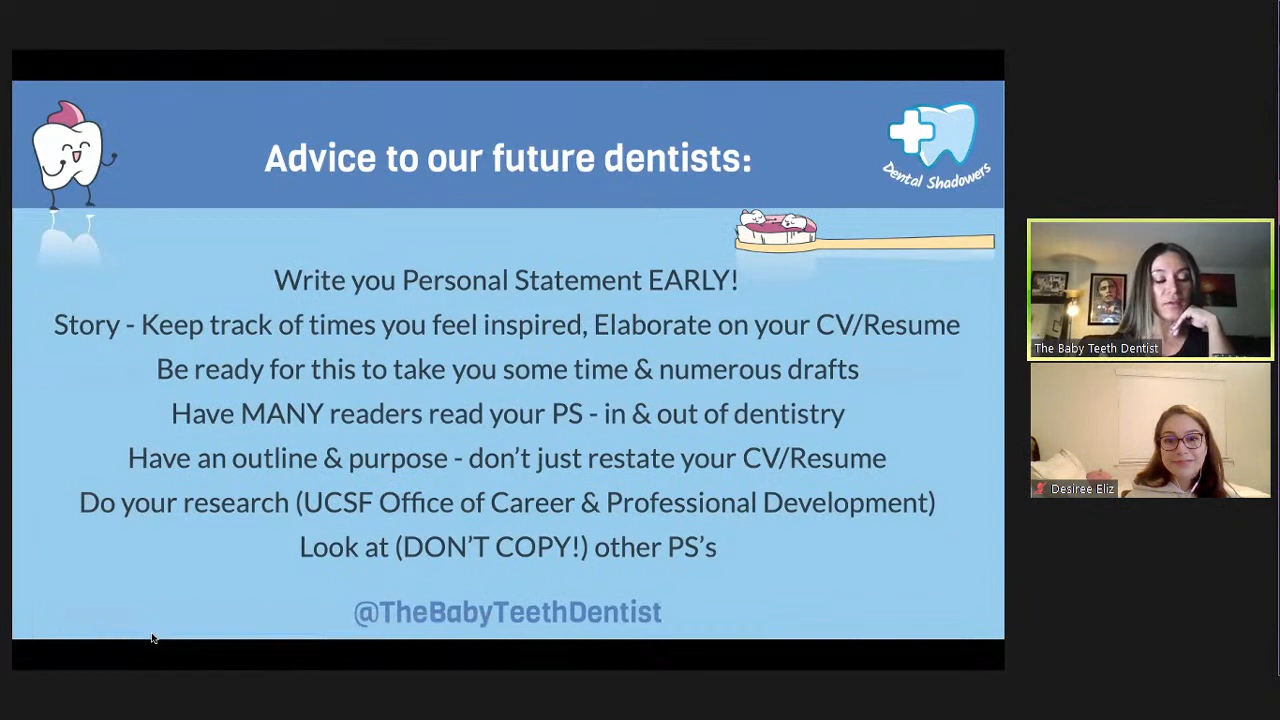 Advice to our future dentists:
Dental Shadowers
Write you Personal Statement EARLY!
Story - Keep track of times you feel inspired, Elaborate on your CV/Resume
Be ready for this to take you some time & numerous drafts
Have MANY readers read your PS - in & out of dentistry
Have an outline & purpose - don't just restate your CV/Resume
Do your research (UCSF Office of Career & Professional Development)
Look at (DON'T COPY!) other PS's
@TheBabyTeethDentist
The Baby Teeth Dentist
Desiree Eliz